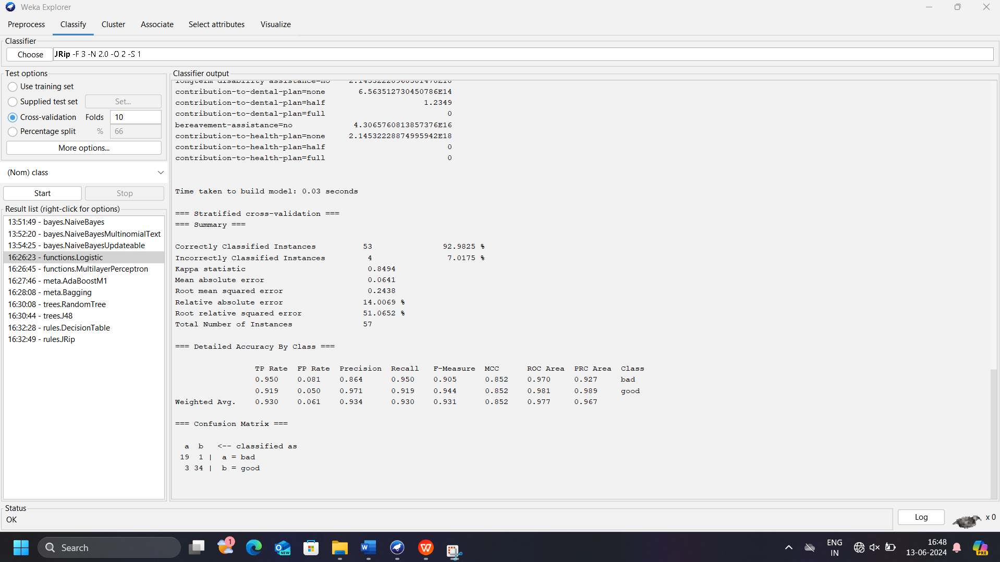 Weka Explorer
Preprocess Classify Cluster Associate Select attributes Visualize
Classifier
Choose JRip -F 3 -N 2.0 -O 2 -S 1
Test options
Use training set
Supplied test set Set...
Cross-validation Folds 10
Percentage split % 66
More options...
(Nom) class
Start Stop
Result list (right-click for options)
13:51:49 - bayes.NaiveBayes
13:52:20 - bayes.NaiveBayesMultinomialText
13:54:25 - bayes.NaiveBayesUpdateable
16:26:23 - functions.Logistic
16:26:45 - functions.MultilayerPerceptron
16:27:46 - meta.AdaBoostM1
16:28:08 - meta.Bagging
16:30:08 - trees.RandomTree
16:30:44 - trees.J48
16:32:28 - rules.DecisionTable
16:32:49 - rules.JRip
Classifier output
longterm-disability-assistance=no
contribution-to-dental-plan=none 6.563512730450786E14
contribution-to-dental-plan=half 1.2349
contribution-to-dental-plan=full 0
bereavement-assistance=no 4.3065760813857376E16
contribution-to-health-plan=none 2.14532228874995942E18
contribution-to-health-plan=half 0
contribution-to-health-plan=full 0
Time taken to build model: 0.03 seconds
=== Stratified cross-validation ===
=== Summary ===
Correctly Classified Instances 53 92.9825 %
Incorrectly Classified Instances 4 7.0175 %
Kappa statistic 0.8494
Mean absolute error 0.0641
Root mean squared error 0.2438
Relative absolute error 14.0069 %
Root relative squared error 51.0652 %
Total Number of Instances 57
=== Detailed Accuracy By Class ===
TP Rate FP Rate Precision Recall F-Measure MCC ROC Area PRC Area Class
0.950 0.081 0.864 0.950 0.905 0.852 0.970 0.927 bad
0.919 0.050 0.971 0.919 0.944 0.852 0.981 0.989 good
Weighted Avg. 0.930 0.061 0.934 0.930 0.931 0.852 0.977 0.967
=== Confusion Matrix ===
a b <-- classified as
19 1 | a = bad
3 34 | b = good
Status
OK
Log
x 0
Search
1
NEW
ENG
IN
16:48
13-06-2024
PRE